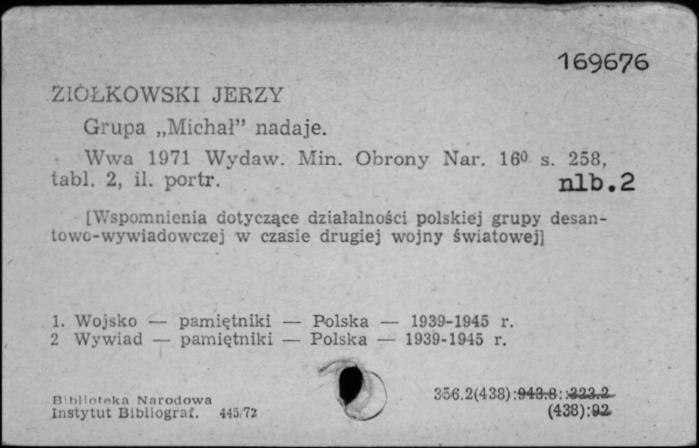 169676
ZIÓŁKOWSKI JERZY
Grupa „Michał” nadaje.
Wwa 1971 Wydaw. Min. Obrony Nar. 16⁰ s. 258,
tabl. 2, il. portr. nlb.2
[Wspomnienia dotyczące działalności polskiej grupy desan-
towo-wywiadowczej w czasie drugiej wojny światowej]
1. Wojsko — pamiętniki — Polska — 1939-1945 r.
2 Wywiad — pamiętniki — Polska — 1939-1945 r.
Biblioteka Narodowa
Instytut Bibliograf. 445/72
356.2(438):943.8::323.2
(438):92